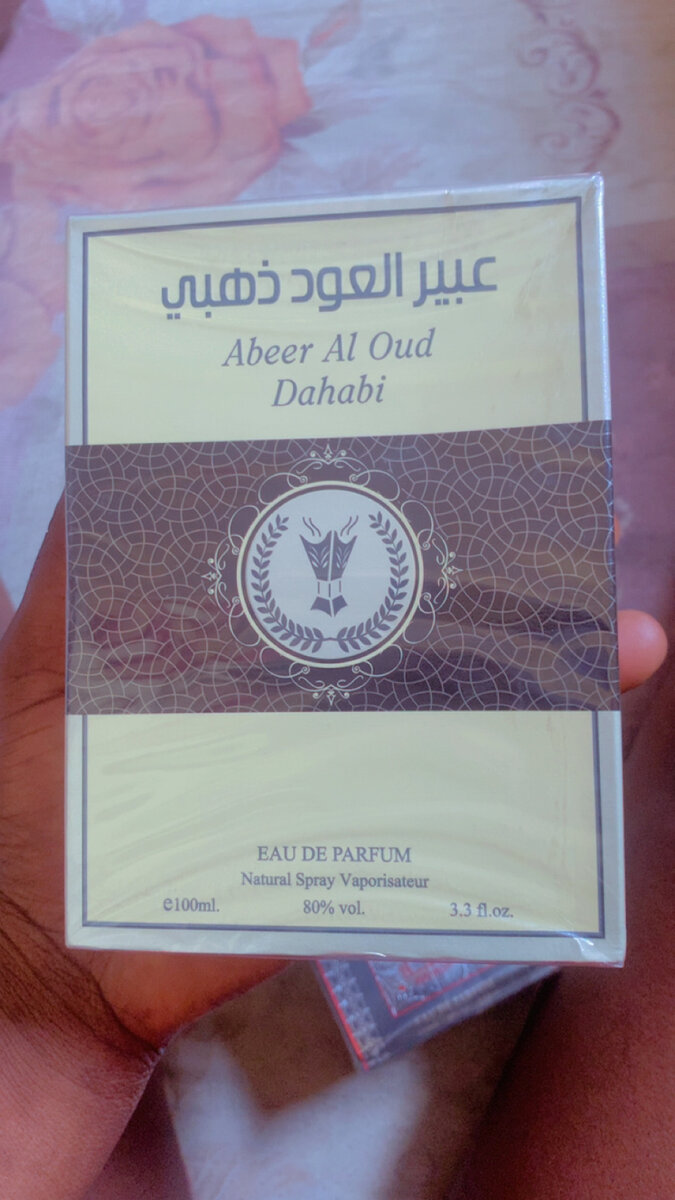 عبير العود ذهبي
Abeer Al Oud
Dahabi
EAU DE PARFUM
Natural Spray Vaporisateur
e100ml. 80% vol. 3.3 fl.oz.